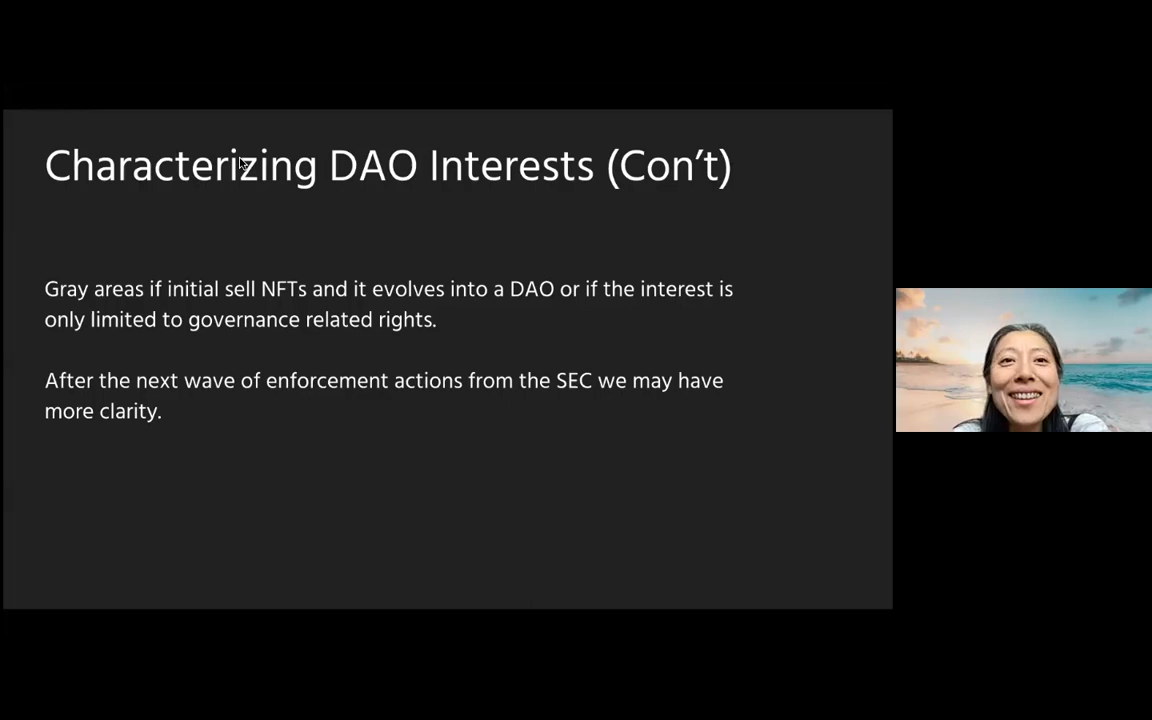 Characterizing DAO Interests (Con’t)
Gray areas if initial sell NFTs and it evolves into a DAO or if the interest is
only limited to governance related rights.
After the next wave of enforcement actions from the SEC we may have
more clarity.